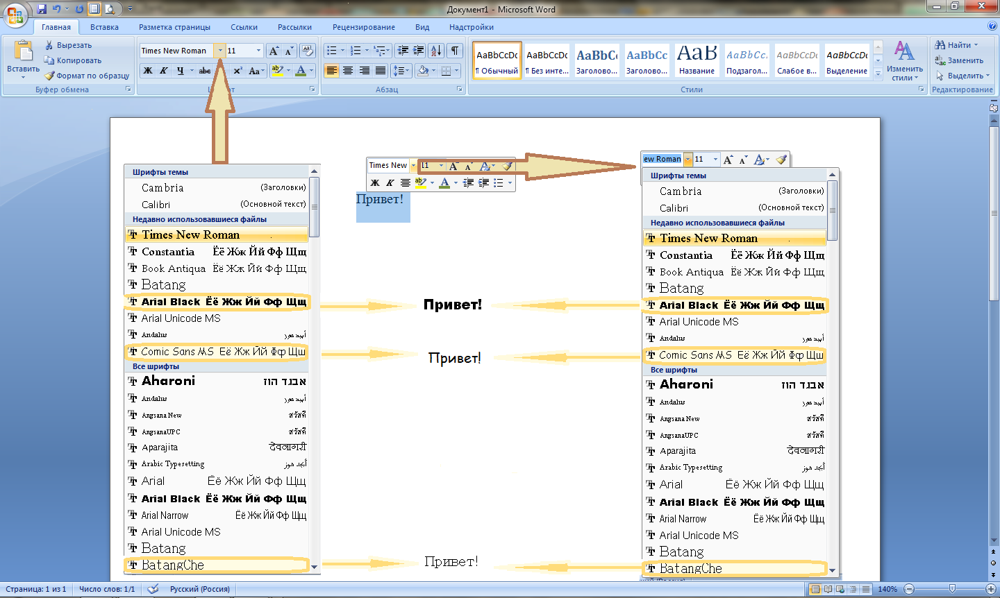 Документ1 - Microsoft Word
Главная Вставка Разметка страницы Ссылки Рассылки Рецензирование Вид Надстройки
Вставить
Вырезать
Копировать
Формат по образцу
Буфер обмена
Times New Roman 11
Ж К Ч abc x² Aa
Абзац
AaBbCcDc AaBbCcDc AaBbCc AaBbCc АаВ AaBbCc. AaBbCcDc AaBbCcDc
¶ Обычный ¶ Без инте... Заголово... Заголово... Название Подзагол... Слабое в... Выделение
Стили
Изменить стили
Найти
Заменить
Выделить
Редактирование
Шрифты темы
Cambria (Заголовки)
Calibri (Основной текст)
Недавно использовавшиеся файлы
Times New Roman
Constantia Ёё Жж Йй Фф Щщ
Book Antiqua Ёё Жж Йй Фф Щщ
Batang
Arial Black Ёё Жж Йй Фф Щщ
Arial Unicode MS
Andalus أبجد هوز
Comic Sans MS Ёё Жж Йй Фф Щщ
Все шрифты
Aharoni אבגד הוז
Andalus أبجد هوز
Angsana New สวัสดี
AngsanaUPC สวัสดี
Aparajita देवनागरी
Arabic Typesetting أبجد هوز
Arial Ёё Жж Йй Фф Щщ
Arial Black Ёё Жж Йй Фф Щщ
Arial Narrow Ёё Жж Йй Фф Щщ
Arial Unicode MS
Batang
BatangChe
Times New 11
Ж К
Привет!
Привет!
Привет!
Привет!
ew Roman 11
Шрифты темы
Cambria (Заголовки)
Calibri (Основной текст)
Недавно использовавшиеся файлы
Times New Roman
Constantia Ёё Жж Йй Фф Щщ
Book Antiqua Ёё Жж Йй Фф Щщ
Batang
Arial Black Ёё Жж Йй Фф Щщ
Arial Unicode MS
Andalus أبجد هوز
Comic Sans MS Ёё Жж Йй Фф Щщ
Все шрифты
Aharoni אבגד הוז
Andalus أبجد هوز
Angsana New สวัสดี
AngsanaUPC สวัสดี
Aparajita देवनागरी
Arabic Typesetting أبجد هوز
Arial Ёё Жж Йй Фф Щщ
Arial Black Ёё Жж Йй Фф Щщ
Arial Narrow Ёё Жж Йй Фф Щщ
Arial Unicode MS
Batang
BatangChe
Страница: 1 из 1 Число слов: 1/1 Русский (Россия) 140%